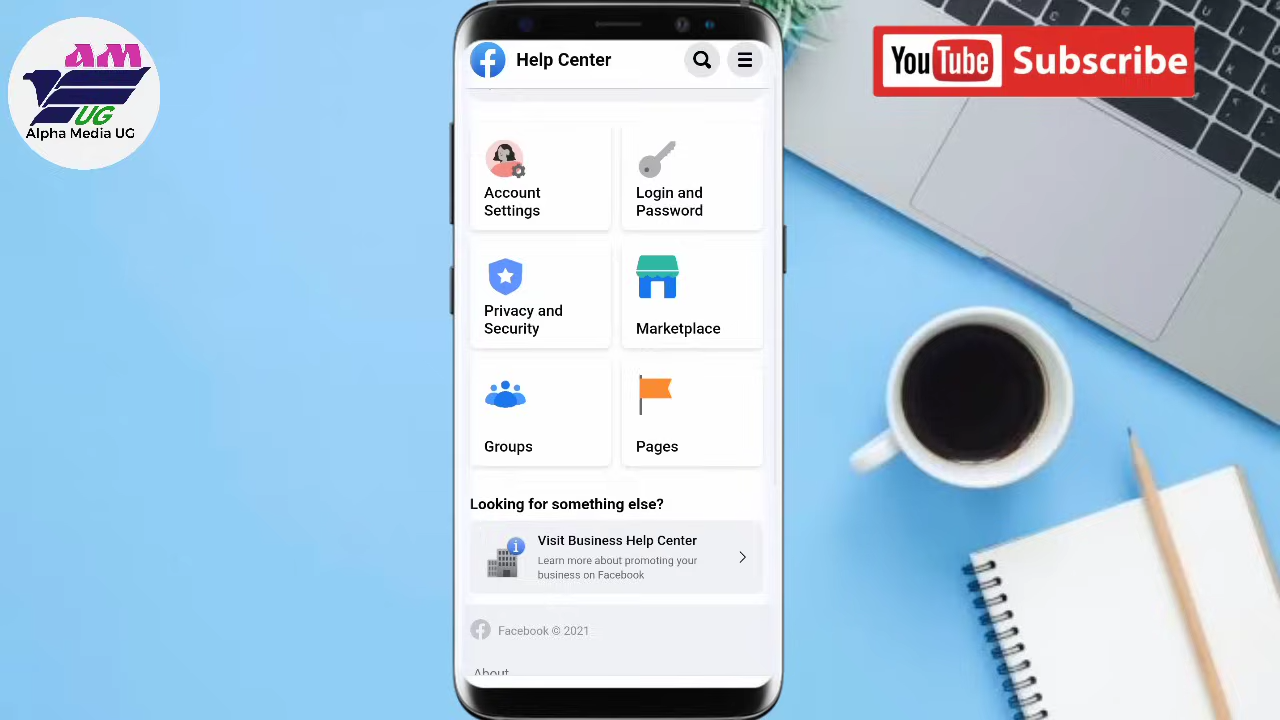 AM
UG
Alpha Media UG
YouTube Subscribe
Help Center
Account
Settings
Login and
Password
Privacy and
Security
Marketplace
Groups
Pages
Looking for something else?
Visit Business Help Center
Learn more about promoting your
business on Facebook
Facebook © 2021
About